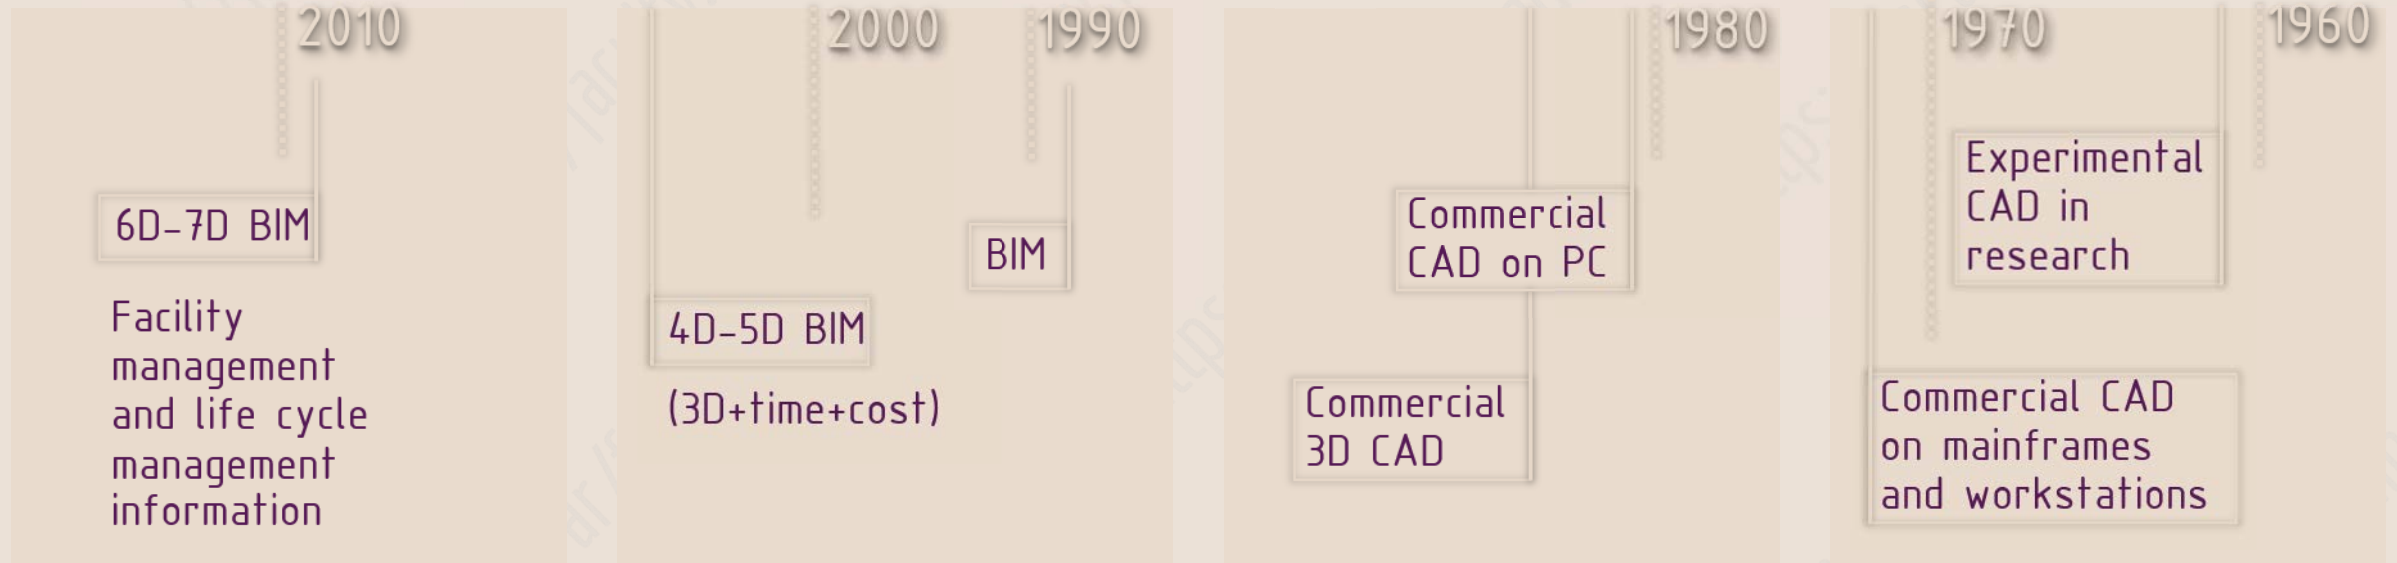 2010
6D-7D BIM
Facility
management
and life cycle
management
information
2000
1990
BIM
4D-5D BIM
(3D+time+cost)
1980
Commercial
CAD on PC
Commercial
3D CAD
1970
1960
Experimental
CAD in
research
Commercial CAD
on mainframes
and workstations